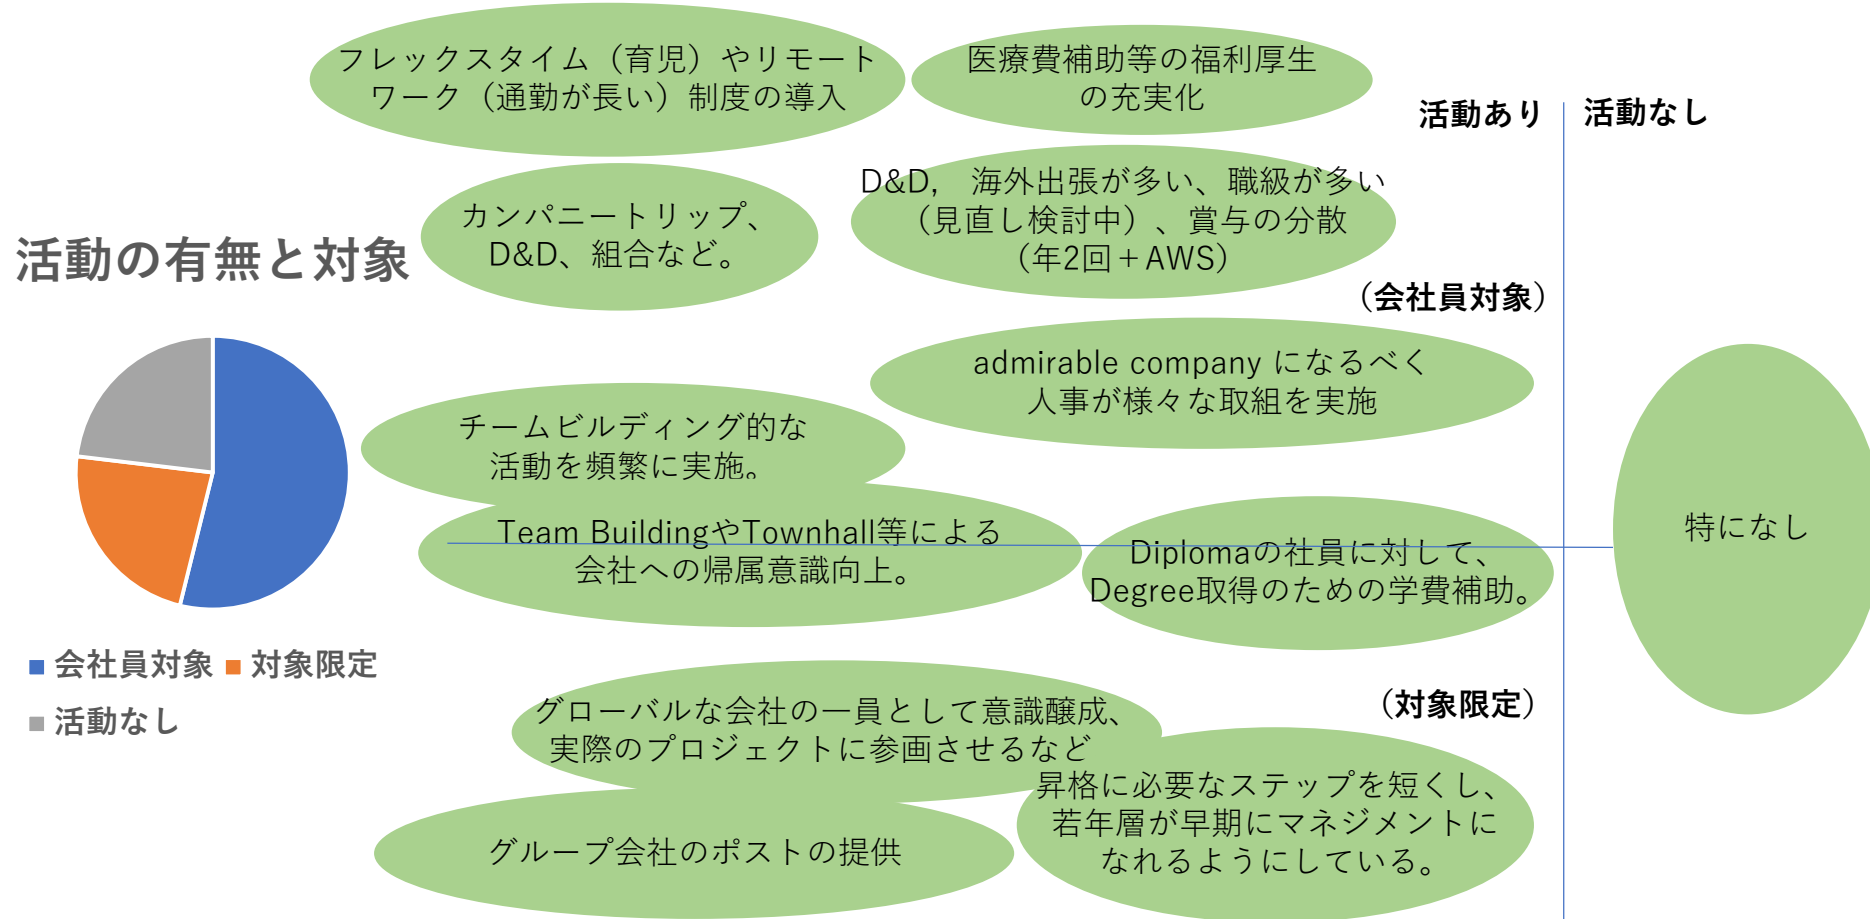 フレックスタイム（育児）やリモート
ワーク（通勤が長い）制度の導入
医療費補助等の福利厚生
の充実化
活動あり
活動なし
カンパニートリップ、
D&D、組合など。
D&D, 海外出張が多い、職級が多い
（見直し検討中）、賞与の分散
（年2回＋AWS）
活動の有無と対象
（会社員対象）
admirable company になるべく
人事が様々な取組を実施
チームビルディング的な
活動を頻繁に実施。
Team BuildingやTownhall等による
会社への帰属意識向上。
Diplomaの社員に対して、
Degree取得のための学費補助。
特になし
会社員対象
対象限定
活動なし
（対象限定）
グローバルな会社の一員として意識醸成、
実際のプロジェクトに参画させるなど
昇格に必要なステップを短くし、
若年層が早期にマネジメントに
なれるようにしている。
グループ会社のポストの提供